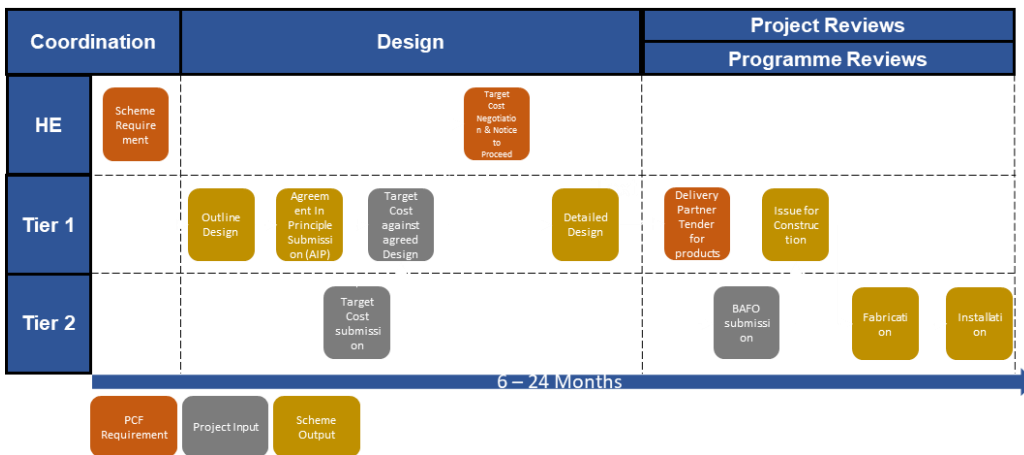 Coordination
Design
Project Reviews
Programme Reviews
HE
Scheme
Require
ment
Target
Cost
Negotiatio
n & Notice
to
Proceed
Tier 1
Outline
Design
Agreem
ent In
Principle
Submissi
on (AIP)
Target
Cost
against
agreed
Design
Detailed
Design
Delivery
Partner
Tender
for
products
Issue for
Construc
tion
Tier 2
Target
Cost
submissi
on
BAFO
submissi
on
Fabricati
on
Installati
on
6 – 24 Months
PCF
Requirement
Project Input
Scheme
Output